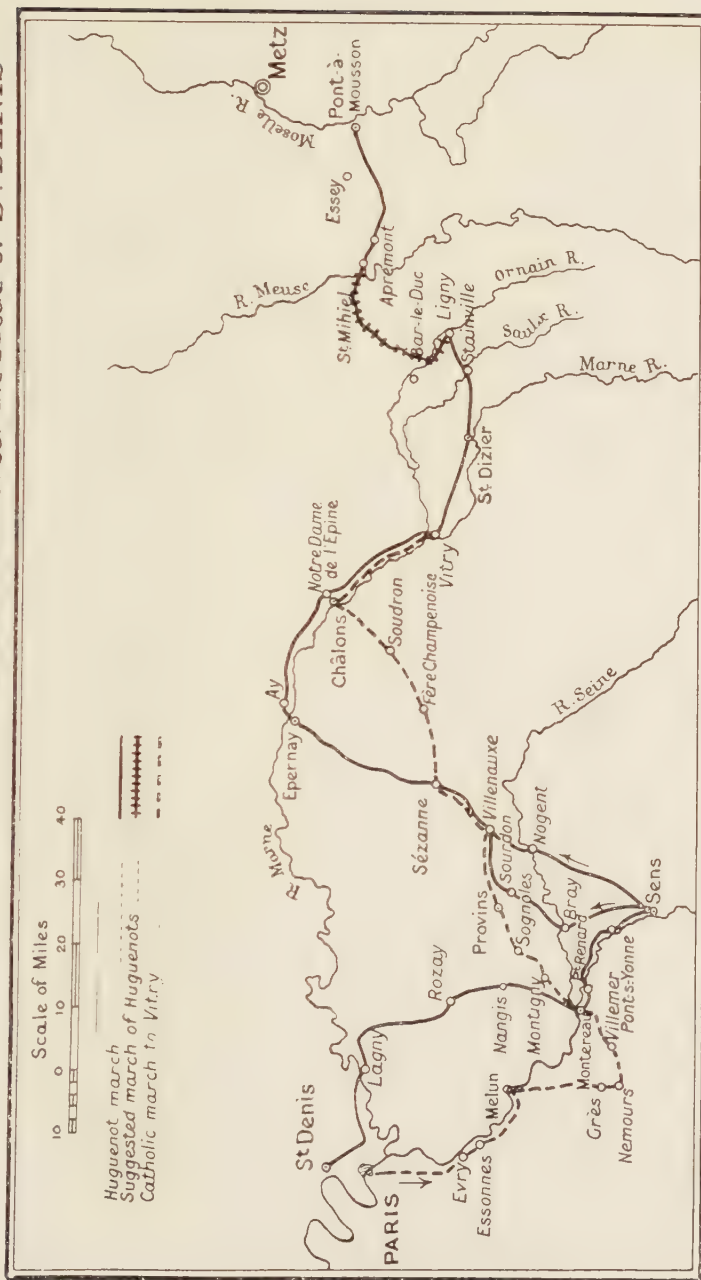 DENIS
Scale of Miles
10 0 10 20 30 40
Huguenot march
Suggested march of Huguenots
Catholic march to Vitry
Metz
Moselle R.
Pont-à-
Mousson
Essey
Apremont
R. Meuse
St. Mihiel
Bar-le-Duc
Ligny
Ornain R.
Stainville
Saulx R.
Marne R.
St Dizier
Vitry
Notre Dame
de l'Epine
Châlons
Soudron
Fère Champenoise
Ay
Epernay
R. Marne
Sézanne
Villenauxe
Nogent
R. Seine
Sourdon
Provins
Sognoles
Bray
Sens
Montigny
Renard
Pont-s-Yonne
Villemer
Montereau
Nangis
Rozay
Lagny
St Denis
PARIS
Evry
Essonnes
Melun
Grès
Nemours